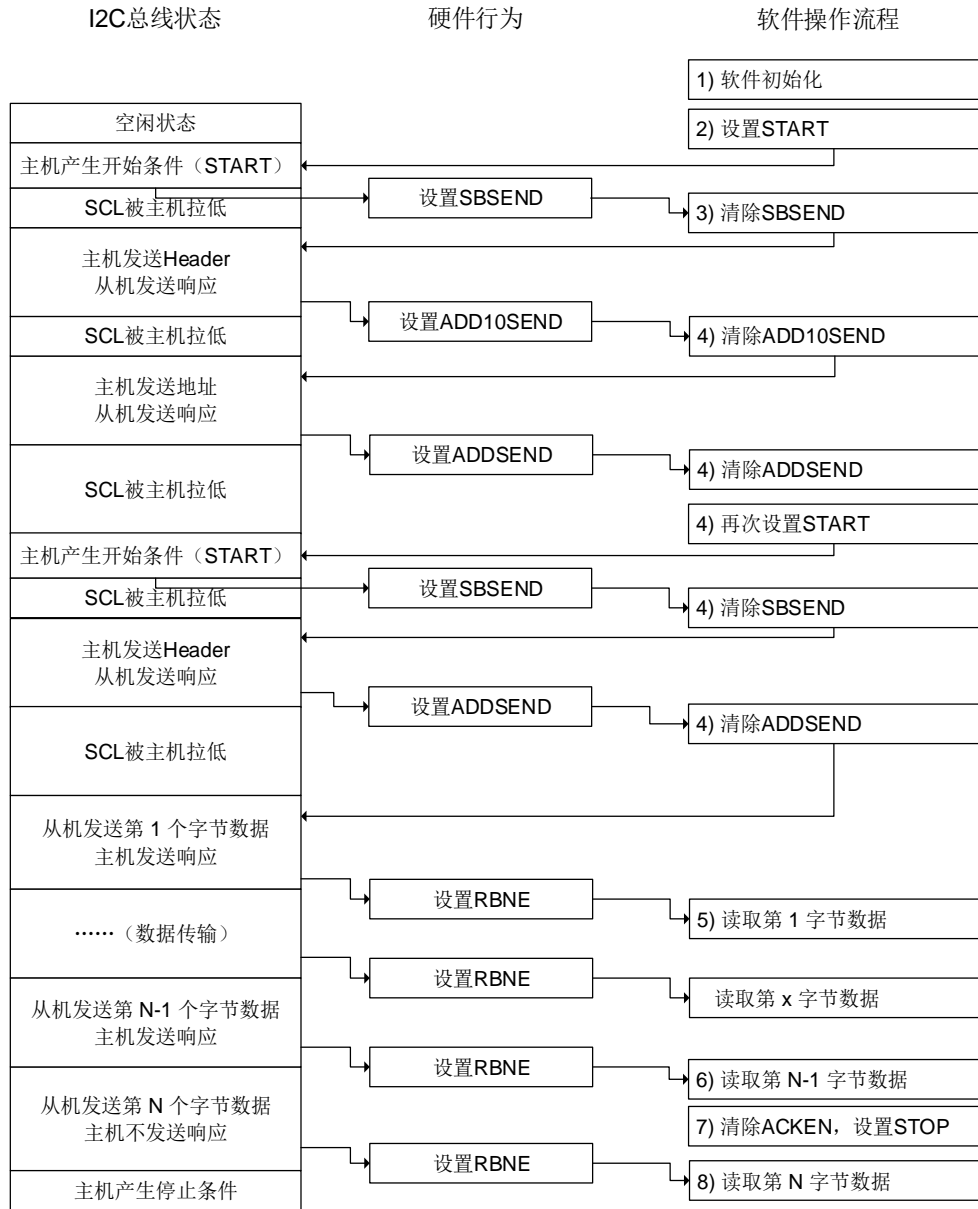 I2C总线状态 硬件行为 软件操作流程
1) 软件初始化
空闲状态
2) 设置START
主机产生开始条件（START）
SCL被主机拉低
设置SBSEND
3) 清除SBSEND
主机发送Header
从机发送响应
设置ADD10SEND
SCL被主机拉低
4) 清除ADD10SEND
主机发送地址
从机发送响应
设置ADDSEND
4) 清除ADDSEND
SCL被主机拉低
4) 再次设置START
主机产生开始条件（START）
设置SBSEND
SCL被主机拉低
4) 清除SBSEND
主机发送Header
从机发送响应
设置ADDSEND
4) 清除ADDSEND
SCL被主机拉低
从机发送第 1 个字节数据
主机发送响应
设置RBNE
5) 读取第 1 字节数据
……（数据传输）
设置RBNE
读取第 x 字节数据
从机发送第 N-1 个字节数据
主机发送响应
设置RBNE
6) 读取第 N-1 字节数据
从机发送第 N 个字节数据
主机不发送响应
7) 清除ACKEN，设置STOP
设置RBNE
8) 读取第 N 字节数据
主机产生停止条件